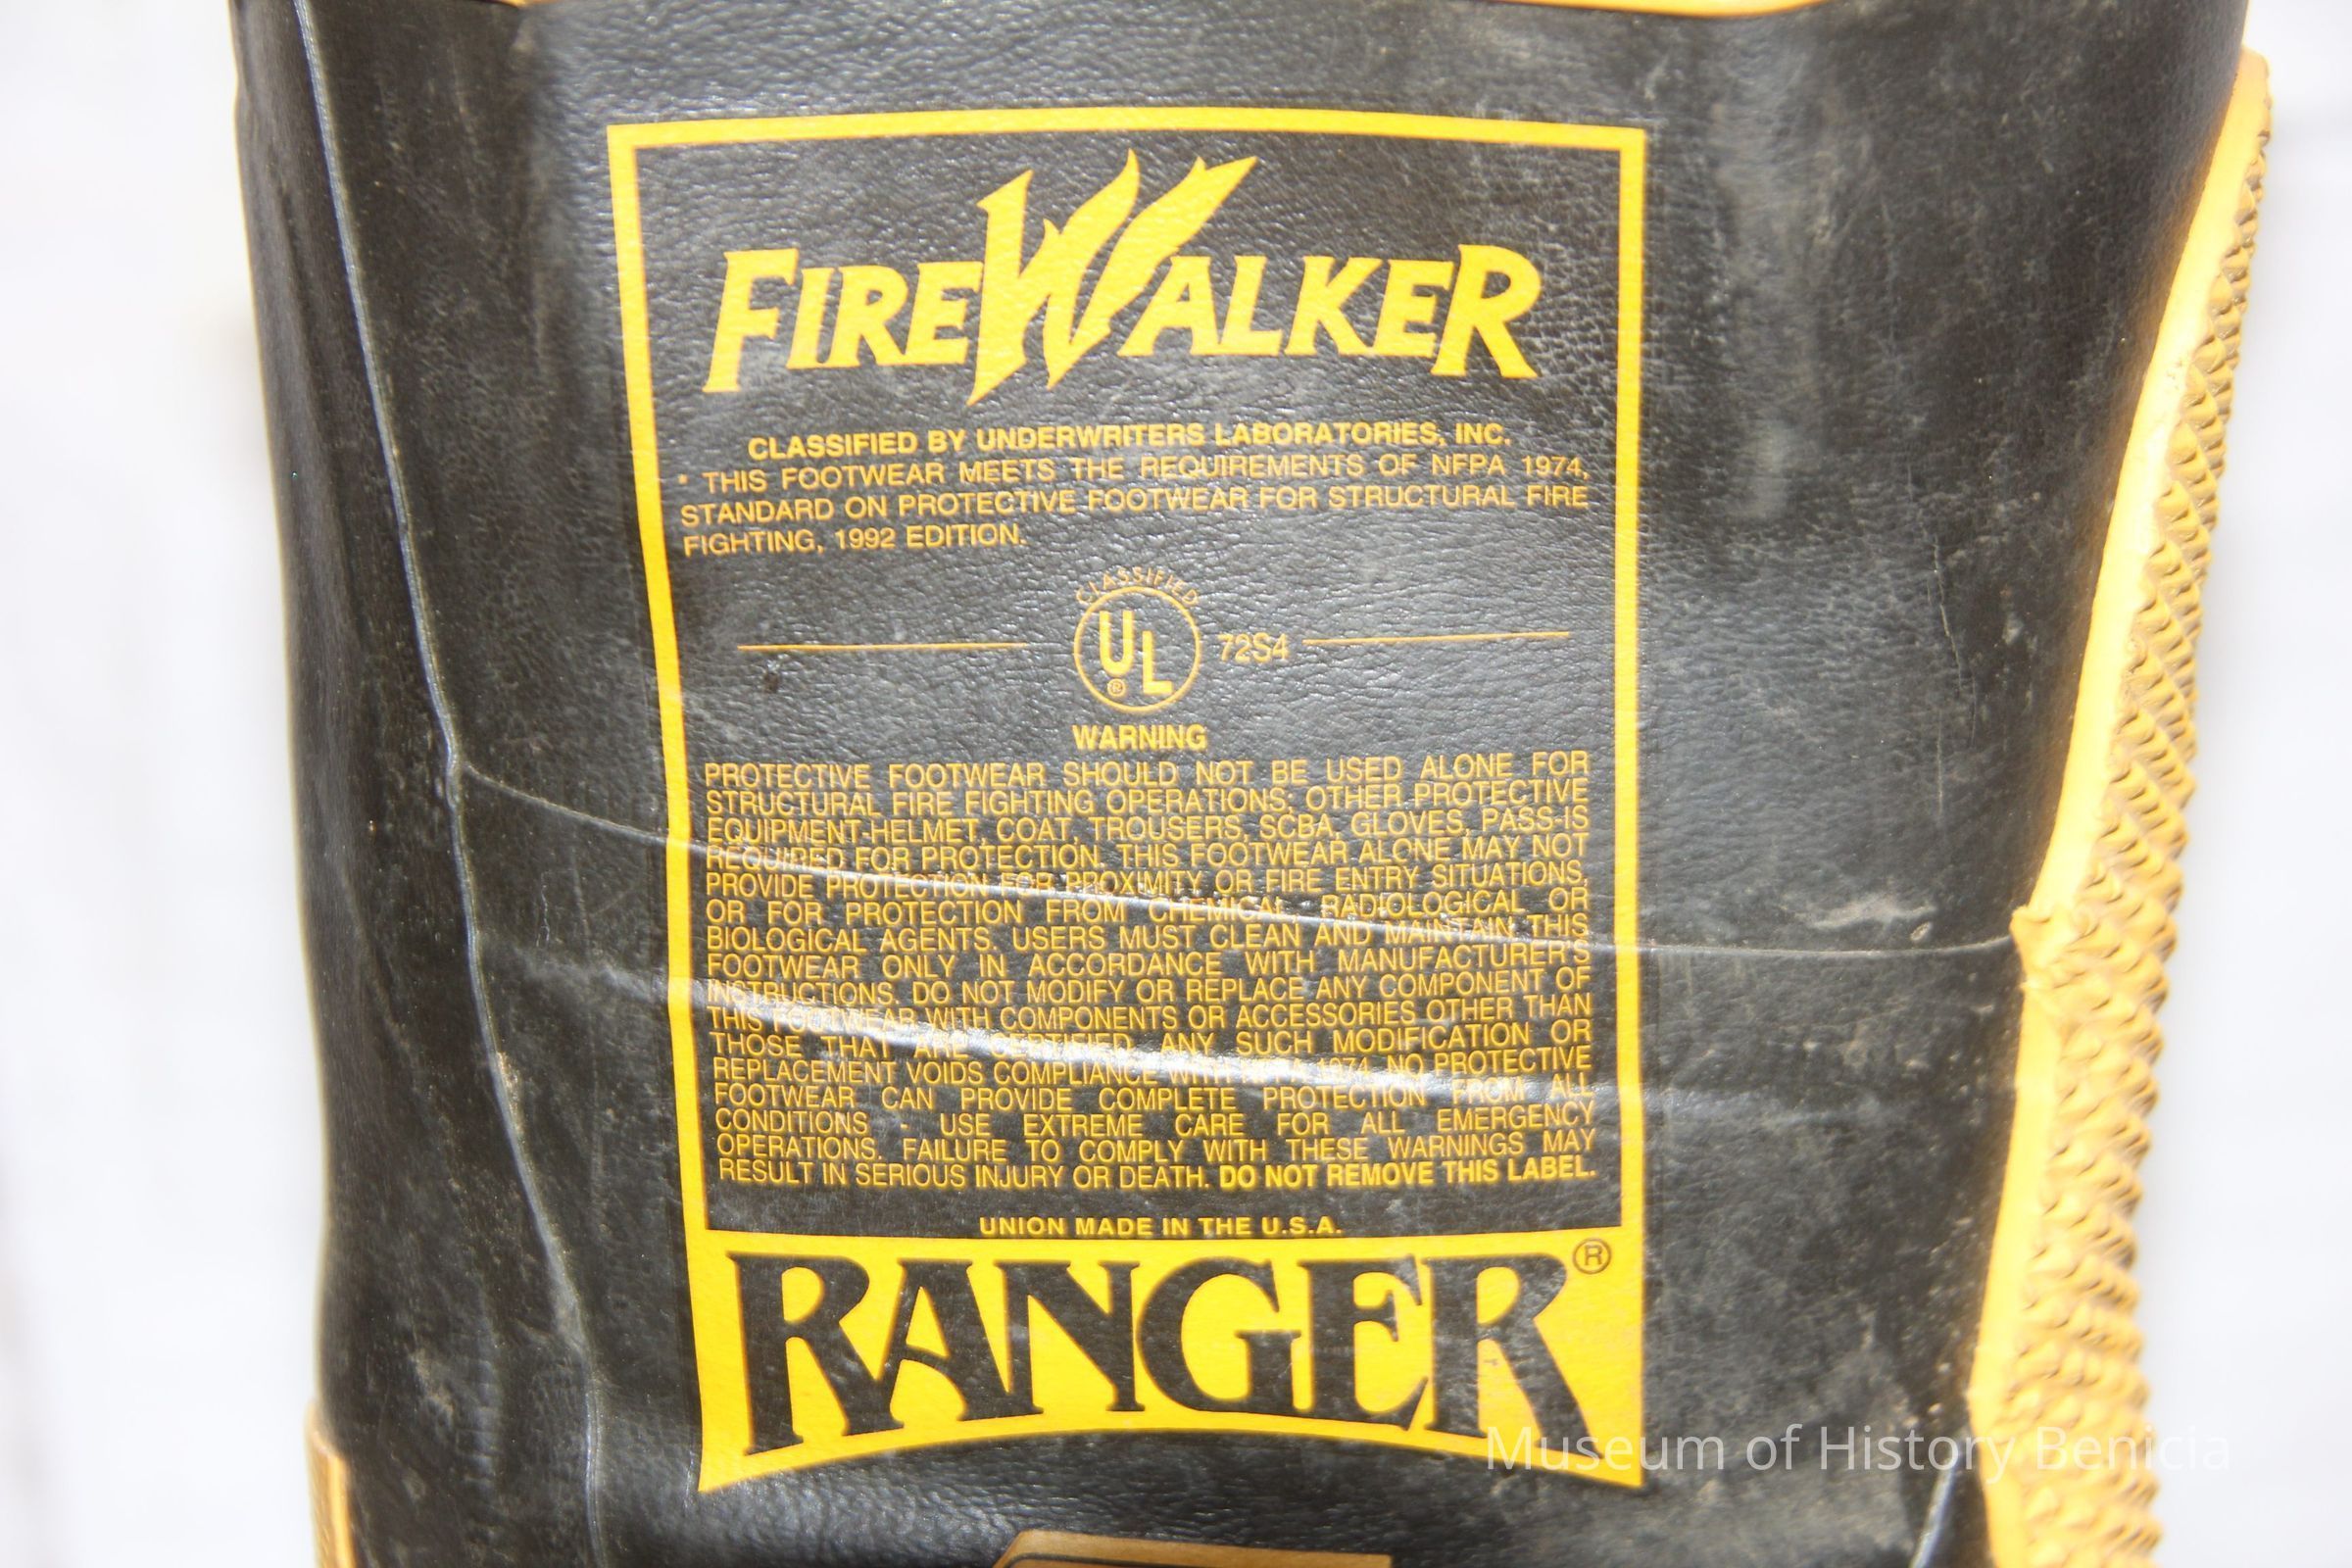 FIREWALKER
CLASSIFIED BY UNDERWRITERS LABORATORIES, INC.
* THIS FOOTWEAR MEETS THE REQUIREMENTS OF NFPA 1974,
STANDARD ON PROTECTIVE FOOTWEAR FOR STRUCTURAL FIRE
FIGHTING, 1992 EDITION.
CLASSIFIED
UL ® 72S4
WARNING
PROTECTIVE FOOTWEAR SHOULD NOT BE USED ALONE FOR
STRUCTURAL FIRE FIGHTING OPERATIONS: OTHER PROTECTIVE
EQUIPMENT-HELMET, COAT, TROUSERS, SCBA, GLOVES, PASS-IS
REQUIRED FOR PROTECTION. THIS FOOTWEAR ALONE MAY NOT
PROVIDE PROTECTION FOR PROXIMITY OR FIRE ENTRY SITUATIONS,
OR FOR PROTECTION FROM CHEMICAL, RADIOLOGICAL OR
BIOLOGICAL AGENTS. USERS MUST CLEAN AND MAINTAIN THIS
FOOTWEAR ONLY IN ACCORDANCE WITH MANUFACTURER'S
INSTRUCTIONS. DO NOT MODIFY OR REPLACE ANY COMPONENT OF
THIS FOOTWEAR WITH COMPONENTS OR ACCESSORIES OTHER THAN
THOSE THAT ARE CERTIFIED. ANY SUCH MODIFICATION OR
REPLACEMENT VOIDS COMPLIANCE WITH NFPA 1974. NO PROTECTIVE
FOOTWEAR CAN PROVIDE COMPLETE PROTECTION FROM ALL
CONDITIONS - USE EXTREME CARE FOR ALL EMERGENCY
OPERATIONS. FAILURE TO COMPLY WITH THESE WARNINGS MAY
RESULT IN SERIOUS INJURY OR DEATH. DO NOT REMOVE THIS LABEL.
UNION MADE IN THE U.S.A.
RANGER®
Museum of History Benicia